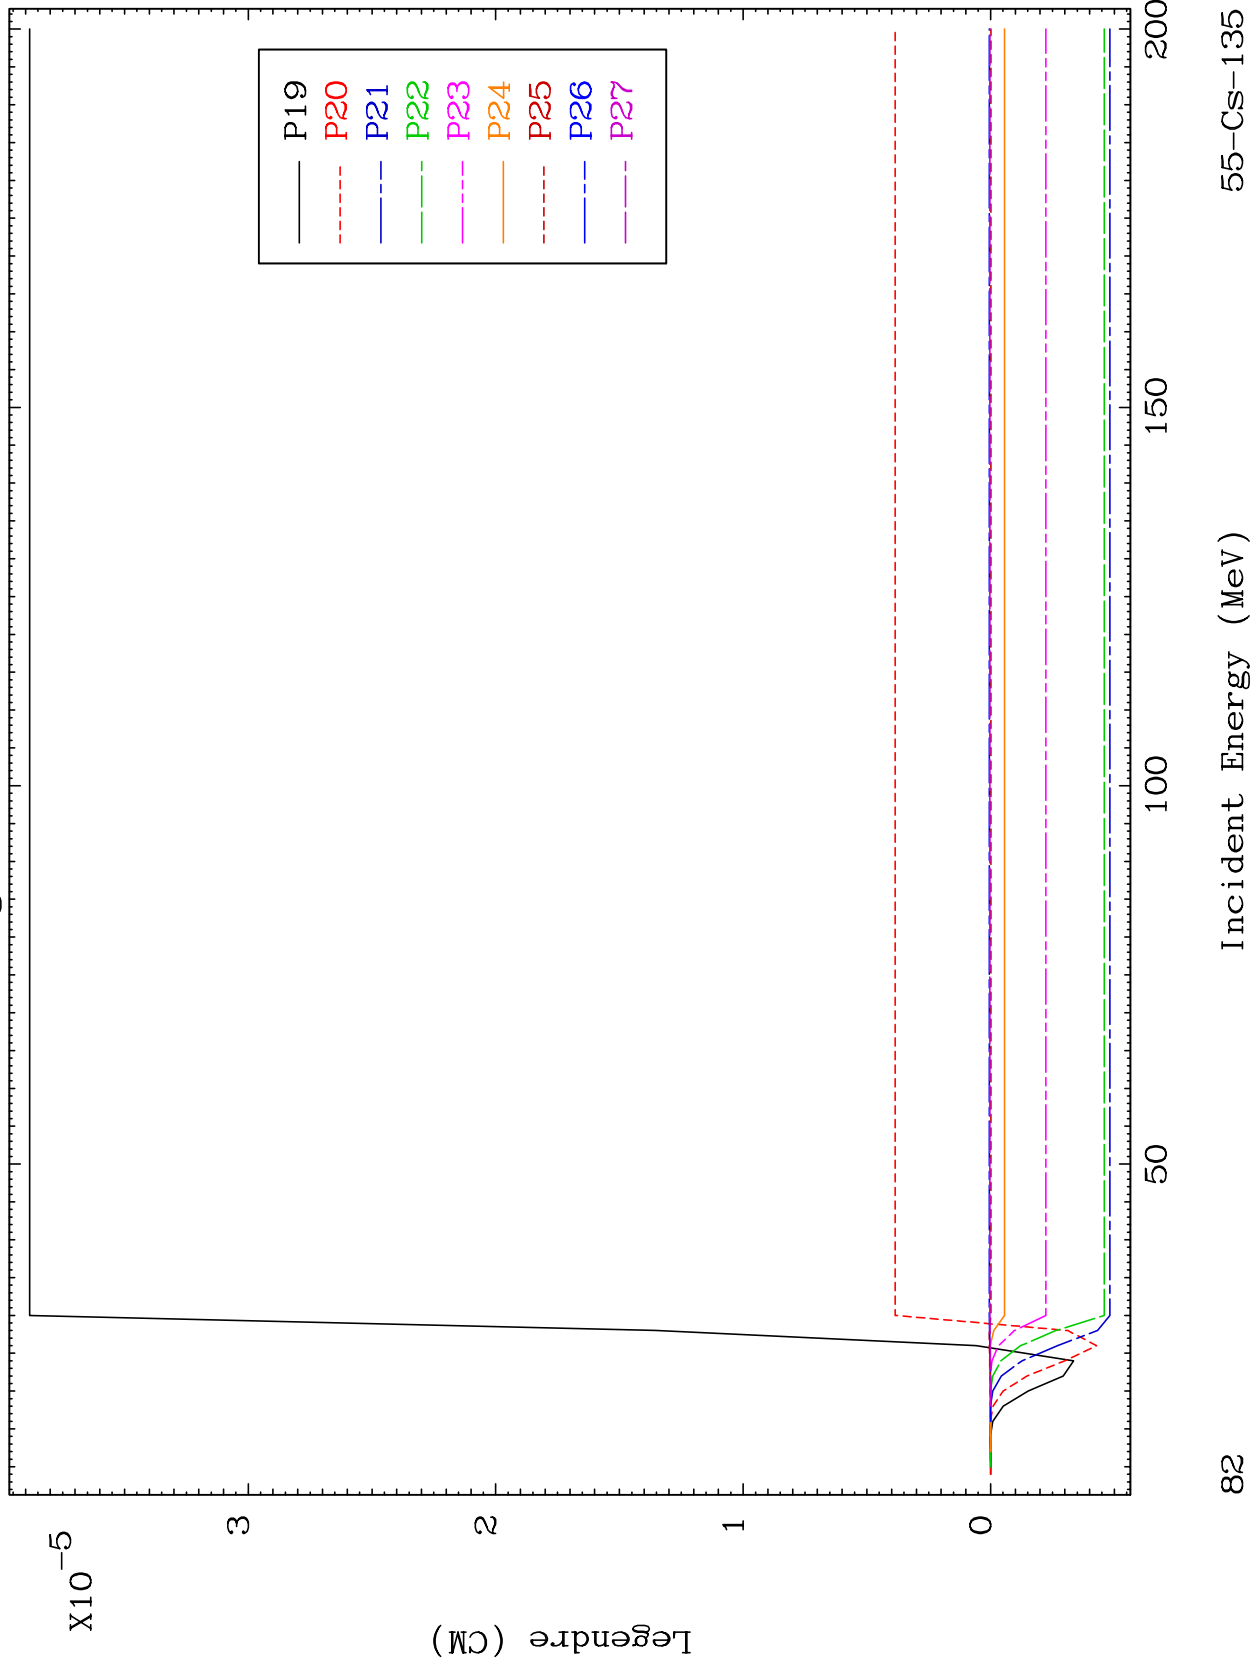 X10-5
3
2
1
0
Legendre (CM)
P19
P20
P21
P22
P23
P24
P25
P26
P27
50
100
150
200
82
Incident Energy (MeV)
55-Cs-135